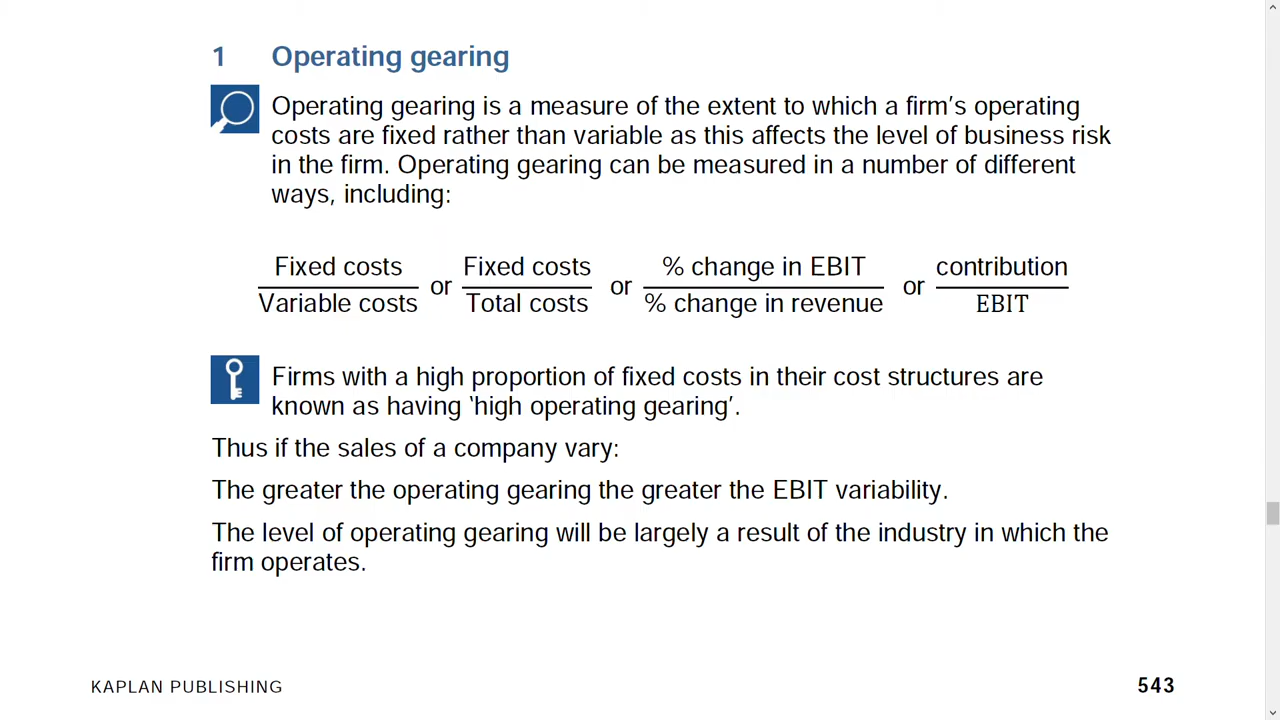 1 Operating gearing
Operating gearing is a measure of the extent to which a firm’s operating
costs are fixed rather than variable as this affects the level of business risk
in the firm. Operating gearing can be measured in a number of different
ways, including:
Fixed costs
Variable costs
or
Fixed costs
Total costs
or
% change in EBIT
% change in revenue
or
contribution
EBIT
Firms with a high proportion of fixed costs in their cost structures are
known as having ‘high operating gearing’.
Thus if the sales of a company vary:
The greater the operating gearing the greater the EBIT variability.
The level of operating gearing will be largely a result of the industry in which the
firm operates.
KAPLAN PUBLISHING 543